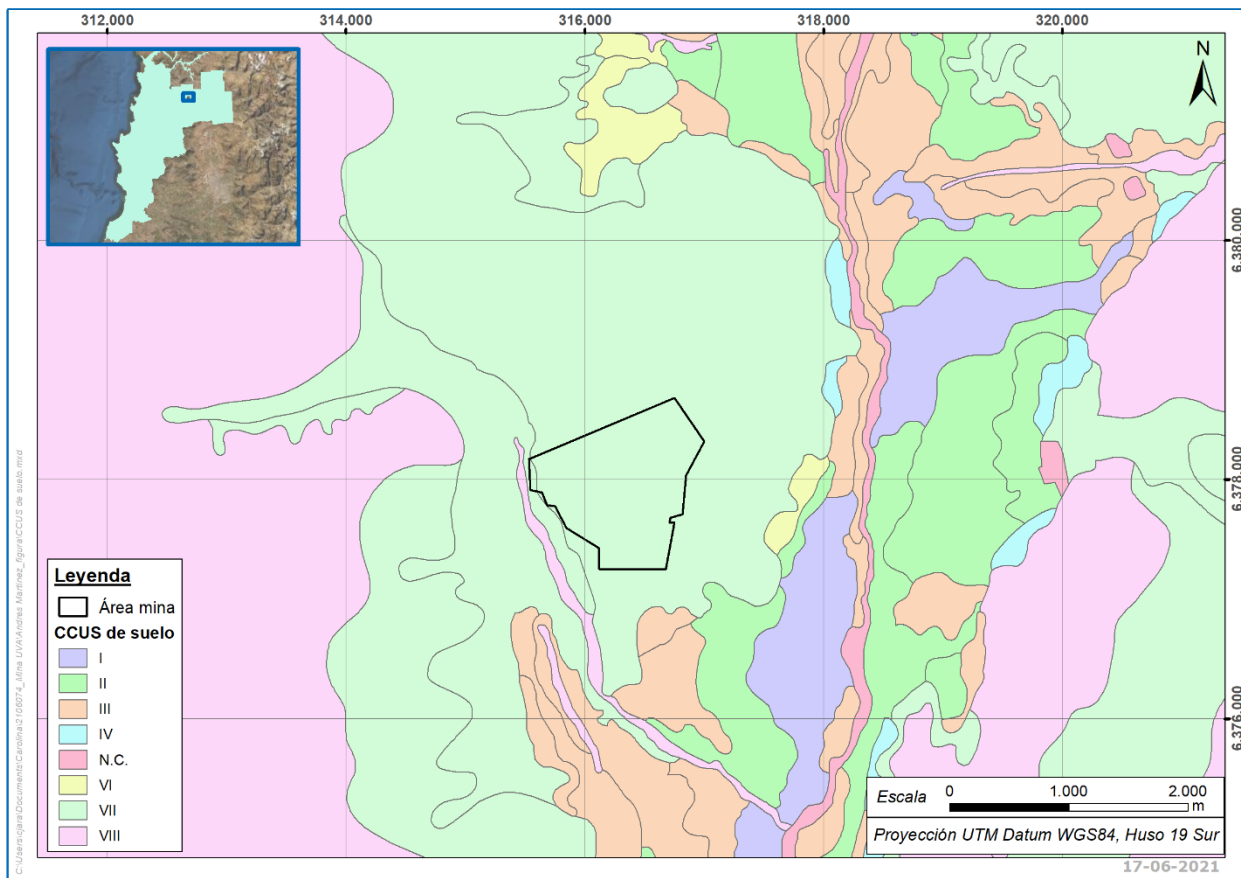 312.000
314.000
316.000
318.000
320.000
N
6.380.000
6.378.000
6.376.000
Leyenda
Área mina
CCUS de suelo
I
II
III
IV
N.C.
VI
VII
VIII
Escala 0 1.000 2.000
m
Proyección UTM Datum WGS84, Huso 19 Sur
17-06-2021